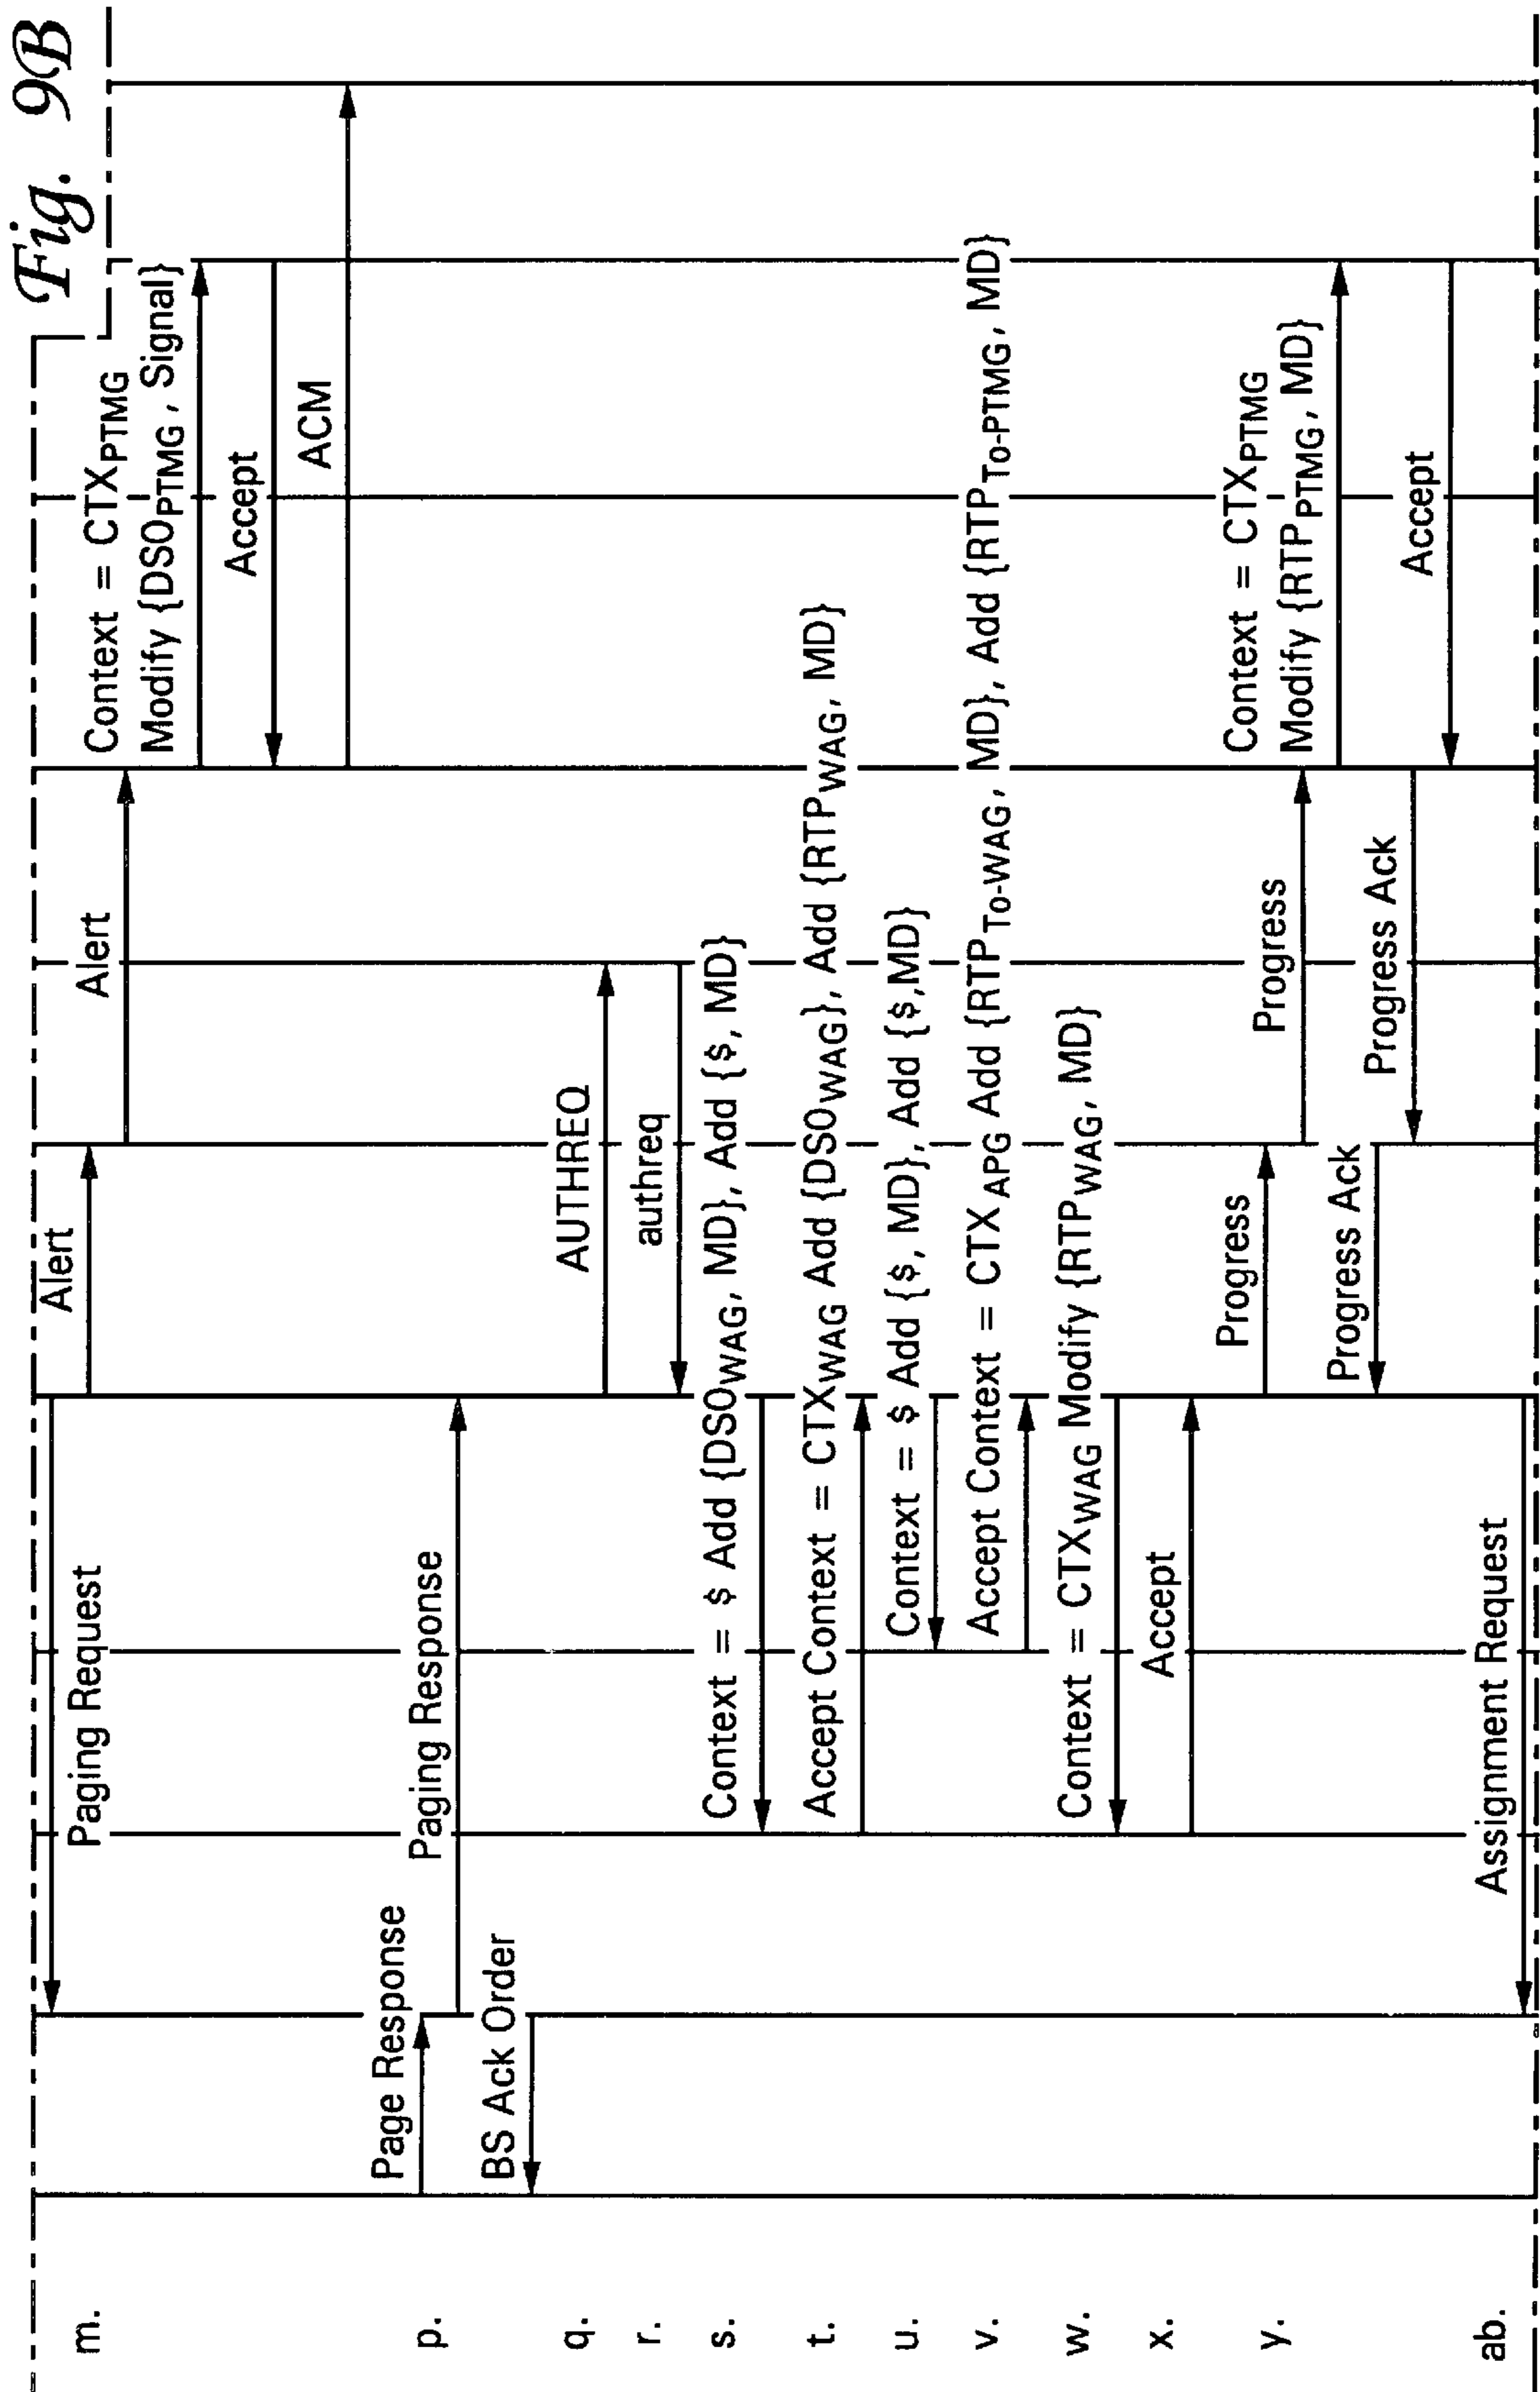 Fig. 9B
m.
Paging Request
Alert
Alert
Context = CTXPTMG
Modify {DSOPTMG, Signal}
Accept
ACM
p.
Page Response
Paging Response
BS Ack Order
q.
AUTHREQ
r.
authreq
s.
Context = $ Add {DSOWAG, MD}, Add {$, MD}
t.
Accept Context = CTXWAG Add {DSOWAG}, Add {RTPWAG, MD}
u.
Context = $ Add {$, MD}, Add {$,MD}
v.
Accept Context = CTXAPG Add {RTPTo-WAG, MD}, Add {RTPTo-PTMG, MD}
w.
Context = CTXWAG Modify {RTPWAG, MD}
x.
Accept
y.
Progress
Progress
Context = CTXPTMG
Modify {RTPPTMG, MD}
Progress Ack
Progress Ack
Accept
ab.
Assignment Request